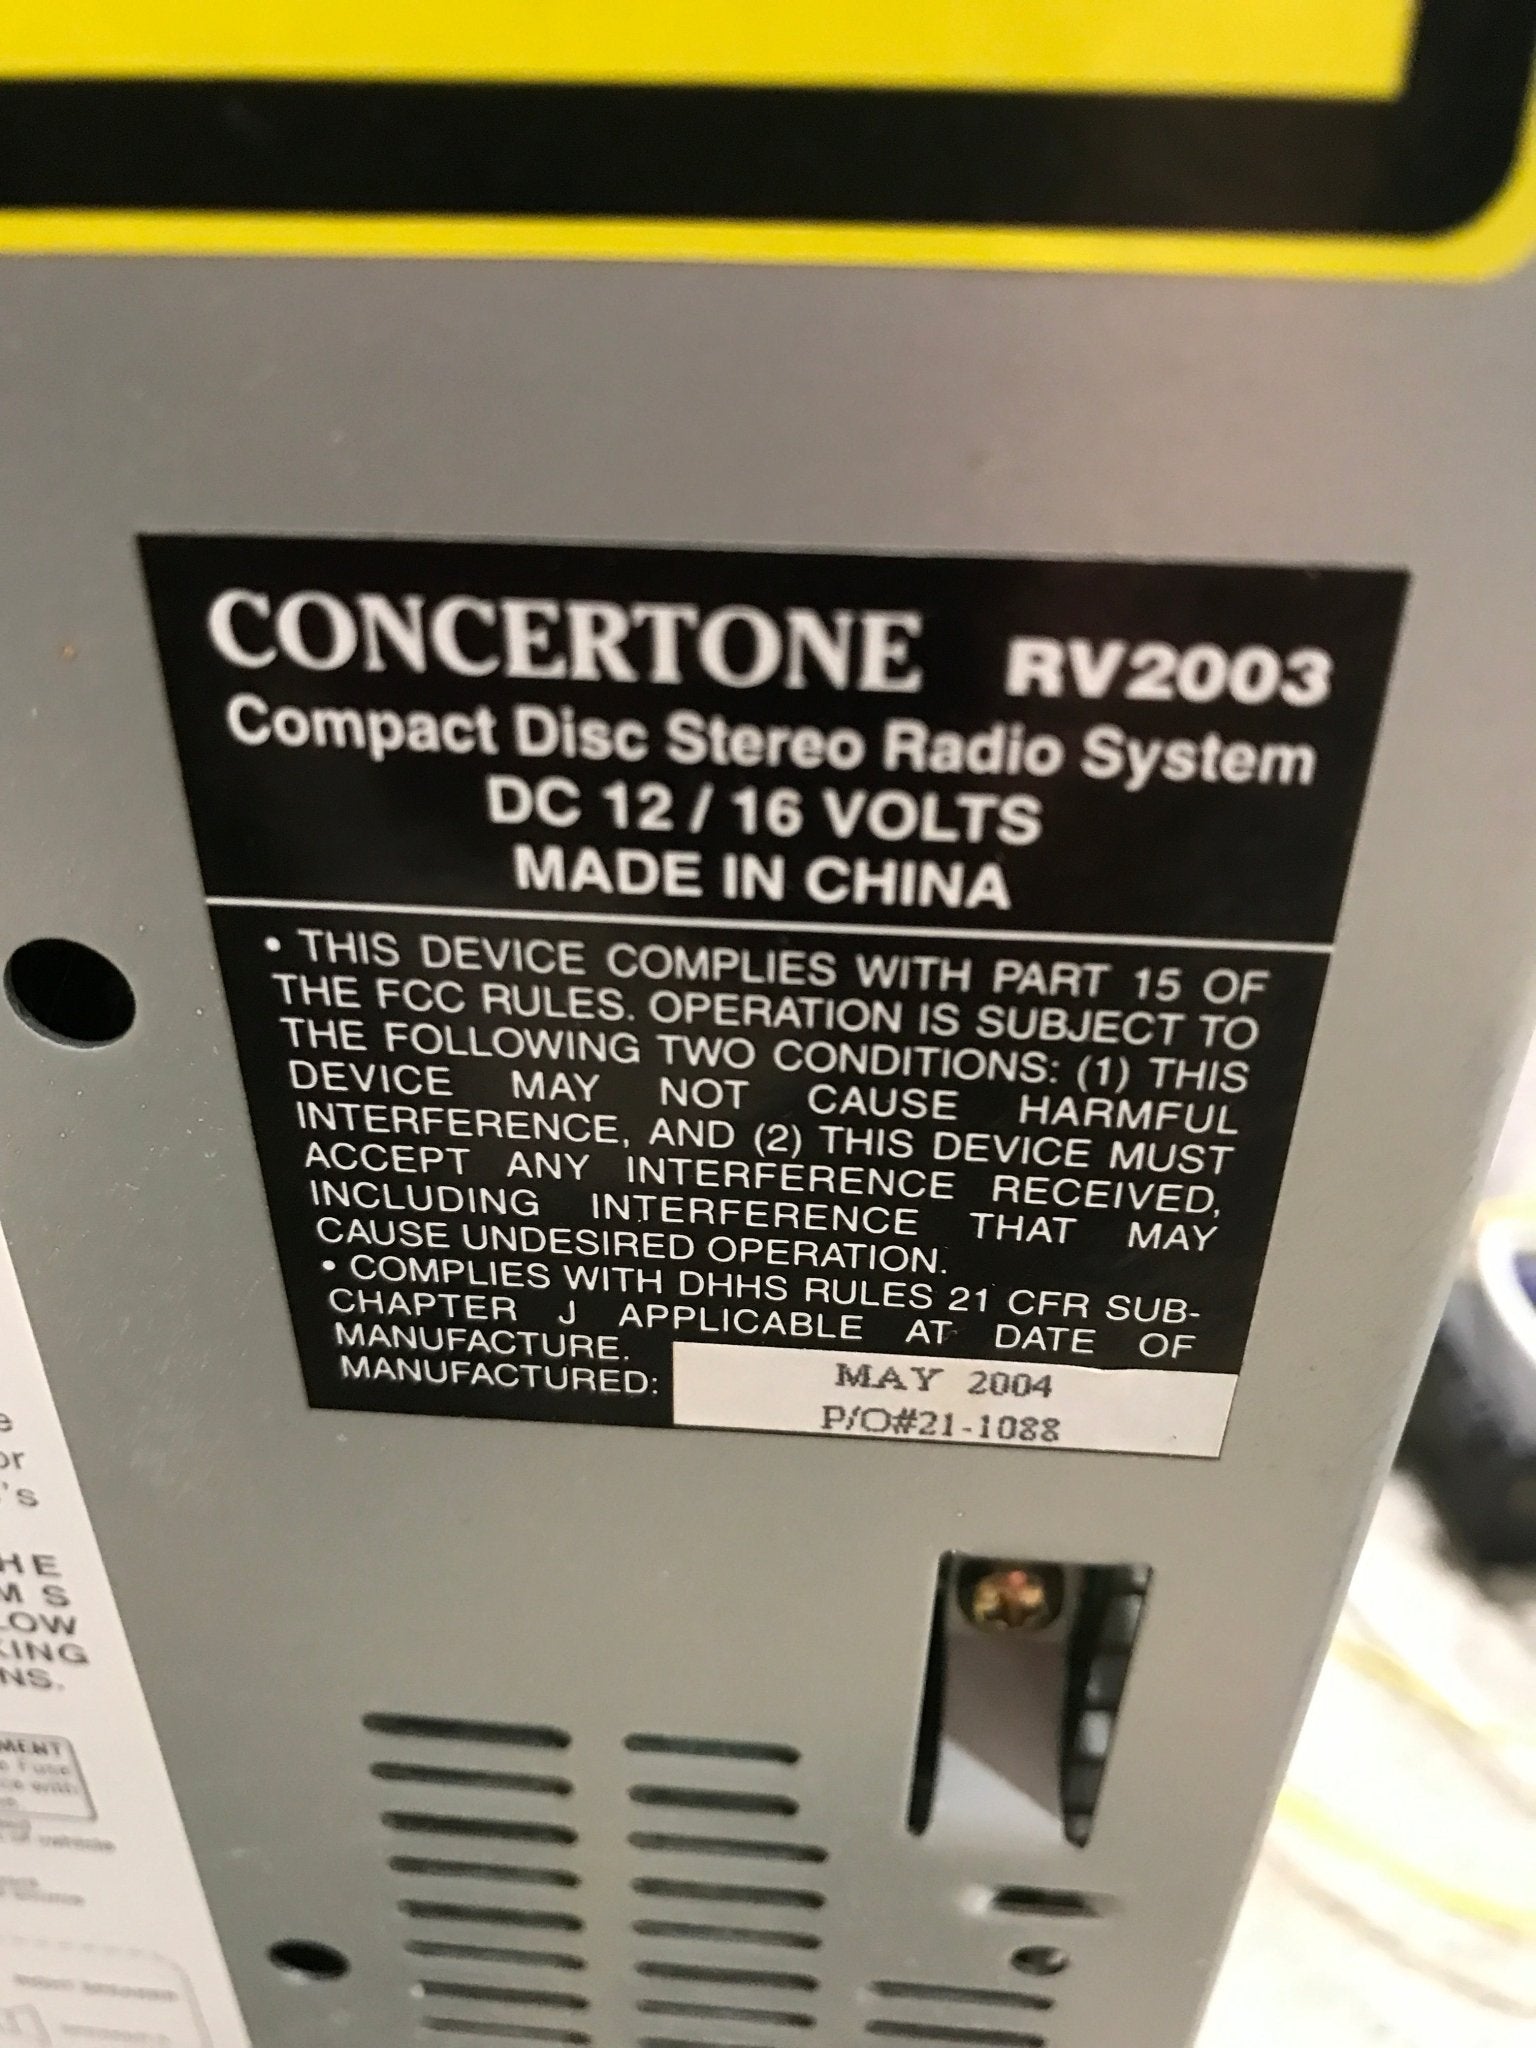 CONCERTONE RV2003
Compact Disc Stereo Radio System
DC 12 / 16 VOLTS
MADE IN CHINA
• THIS DEVICE COMPLIES WITH PART 15 OF
THE FCC RULES. OPERATION IS SUBJECT TO
THE FOLLOWING TWO CONDITIONS: (1) THIS
DEVICE MAY NOT CAUSE HARMFUL
INTERFERENCE, AND (2) THIS DEVICE MUST
ACCEPT ANY INTERFERENCE RECEIVED,
INCLUDING INTERFERENCE THAT MAY
CAUSE UNDESIRED OPERATION.
• COMPLIES WITH DHHS RULES 21 CFR SUB-
CHAPTER J APPLICABLE AT DATE OF
MANUFACTURE.
MANUFACTURED: MAY 2004
P/O#21-1088